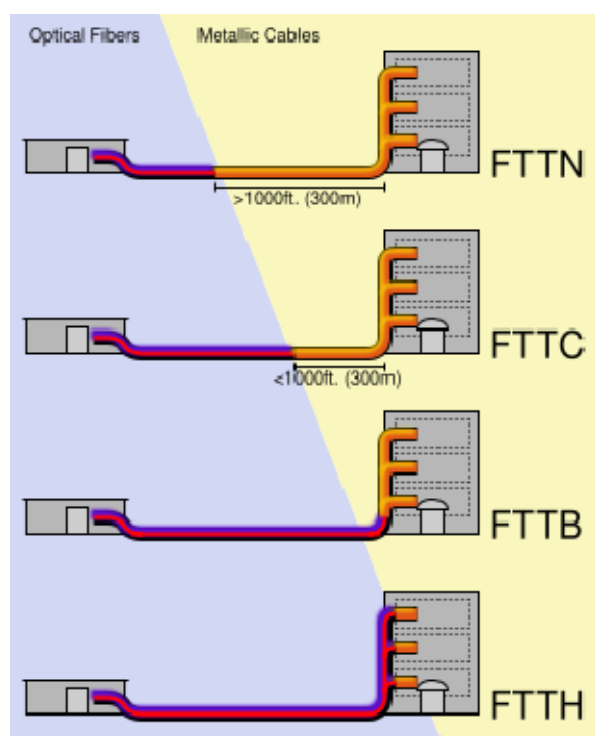 Optical Fibers Metallic Cables
FTTN
>1000ft. (300m)
FTTC
<1000ft. (300m)
FTTB
FTTH